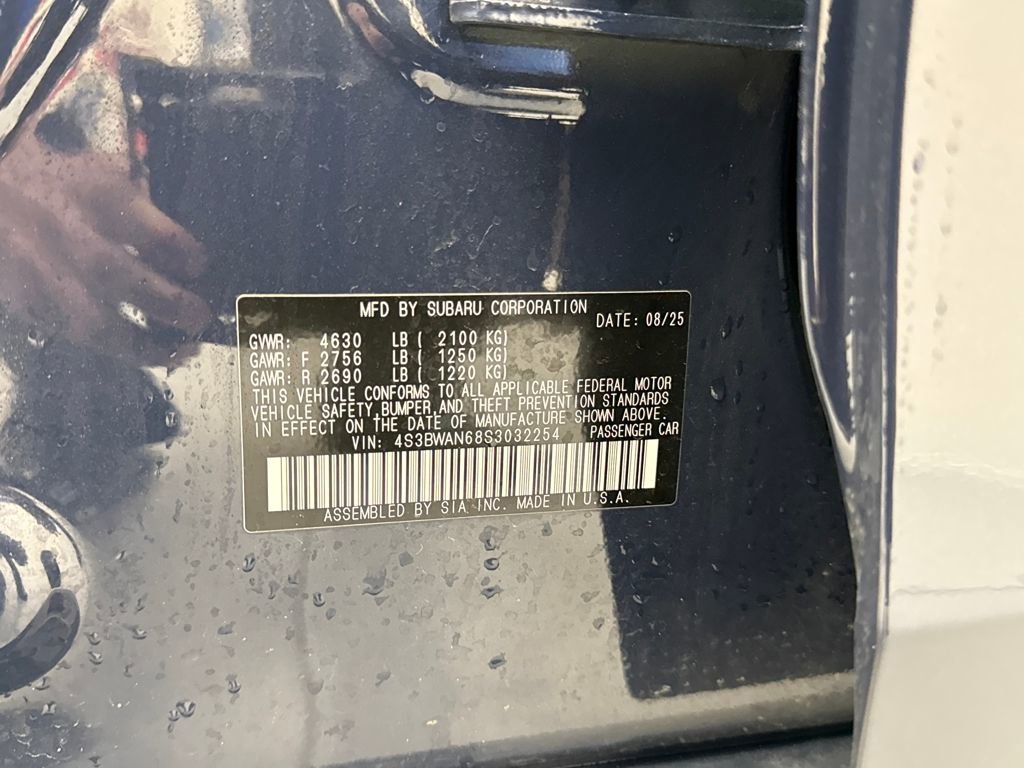 MFD BY SUBARU CORPORATION
DATE: 08/25
GVWR: 4630 LB ( 2100 KG)
GAWR: F 2756 LB ( 1250 KG)
GAWR: R 2690 LB ( 1220 KG)
THIS VEHICLE CONFORMS TO ALL APPLICABLE FEDERAL MOTOR
VEHICLE SAFETY, BUMPER, AND THEFT PREVENTION STANDARDS
IN EFFECT ON THE DATE OF MANUFACTURE SHOWN ABOVE.
VIN: 4S3BWAN68S3032254 PASSENGER CAR
ASSEMBLED BY SIA, INC. MADE IN U.S.A.